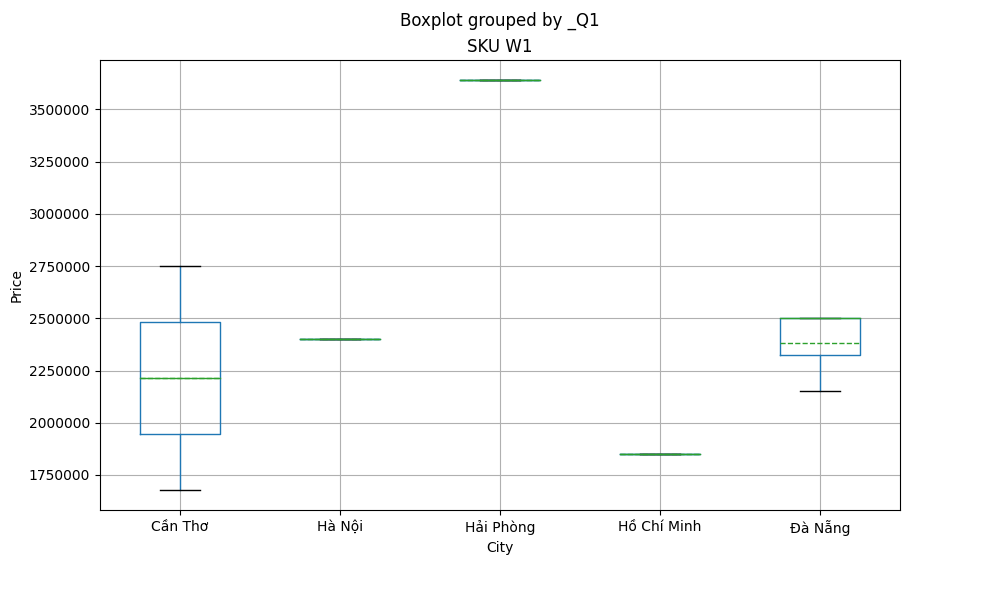 Boxplot grouped by _Q1
SKU W1
3500000
3250000
3000000
2750000
2500000
2250000
2000000
1750000
Price
Cần Thơ
Hà Nội
Hải Phòng
Hồ Chí Minh
Đà Nẵng
City